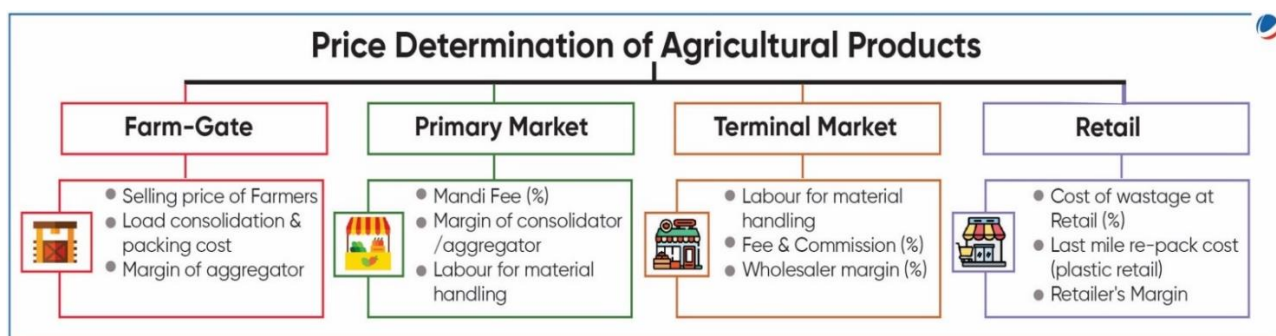 Price Determination of Agricultural Products
Farm-Gate
Selling price of Farmers
Load consolidation &
packing cost
Margin of aggregator
Primary Market
Mandi Fee (%)
Margin of consolidator
/aggregator
Labour for material
handling
Terminal Market
Labour for material
handling
Fee & Commission (%)
Wholesaler margin (%)
Retail
Cost of wastage at
Retail (%)
Last mile re-pack cost
(plastic retail)
Retailer's Margin